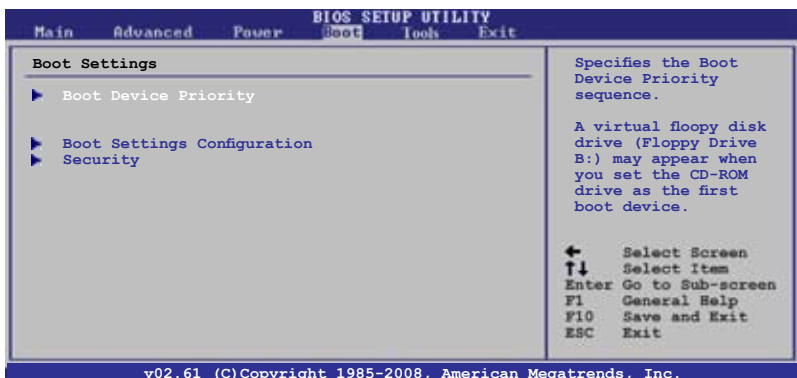 BIOS SETUP UTILITY
Main Advanced Power Boot Tools Exit
Boot Settings
Boot Device Priority
Boot Settings Configuration
Security
Specifies the Boot
Device Priority
sequence.
A virtual floopy disk
drive (Floppy Drive
B:) may appear when
you set the CD-ROM
drive as the first
boot device.
← Select Screen
↑↓ Select Item
Enter Go to Sub-screen
F1 General Help
F10 Save and Exit
ESC Exit
v02.61 (C)Copyright 1985-2008, American Megatrends, Inc.